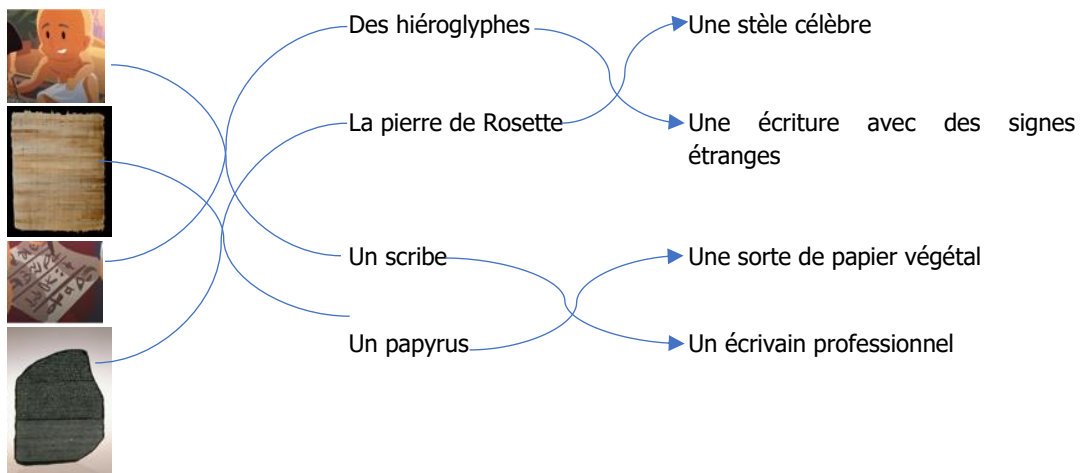 Des hiéroglyphes
Une stèle célèbre
La pierre de Rosette
Une écriture avec des signes
étranges
Un scribe
Une sorte de papier végétal
Un papyrus
Un écrivain professionnel